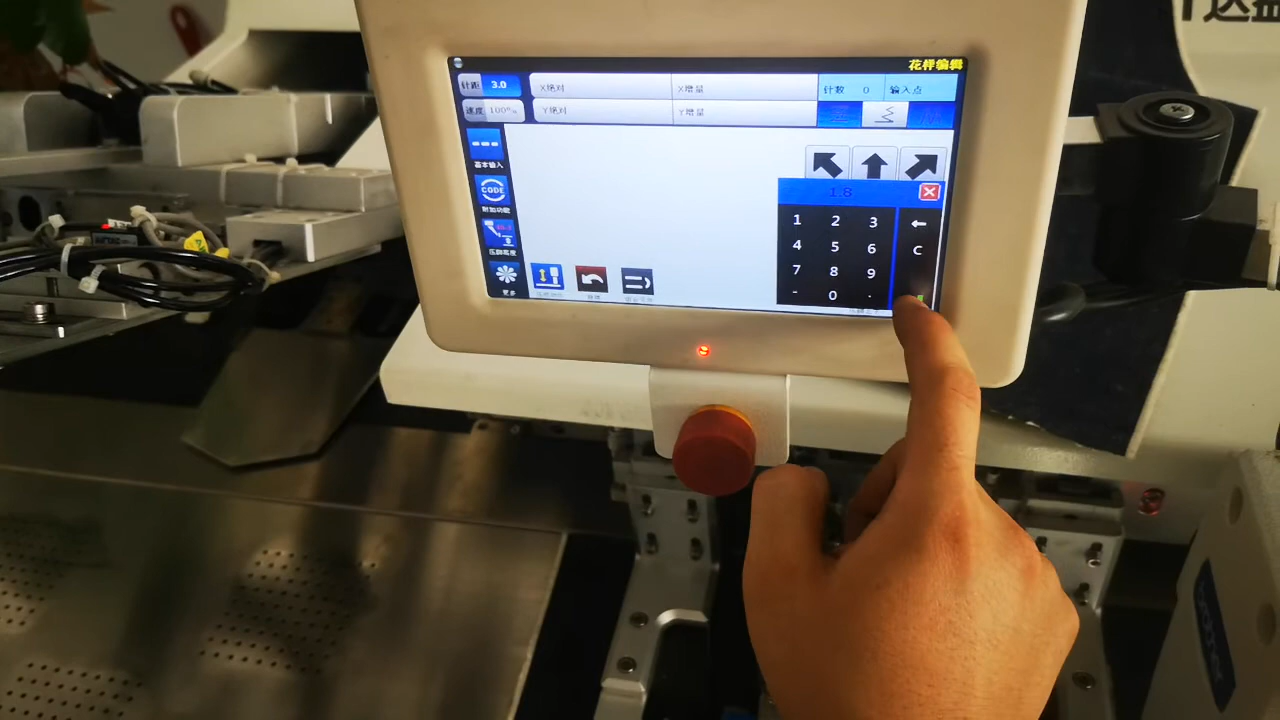 花样编辑
针距 3.0 X绝对 X增量 针数 0 输入点
速度 100% Y绝对 Y增量
基本输入
CODE
附加功能
压脚高度
更多
1.8
1 2 3
4 5 6 C
7 8 9
- 0 .
brother